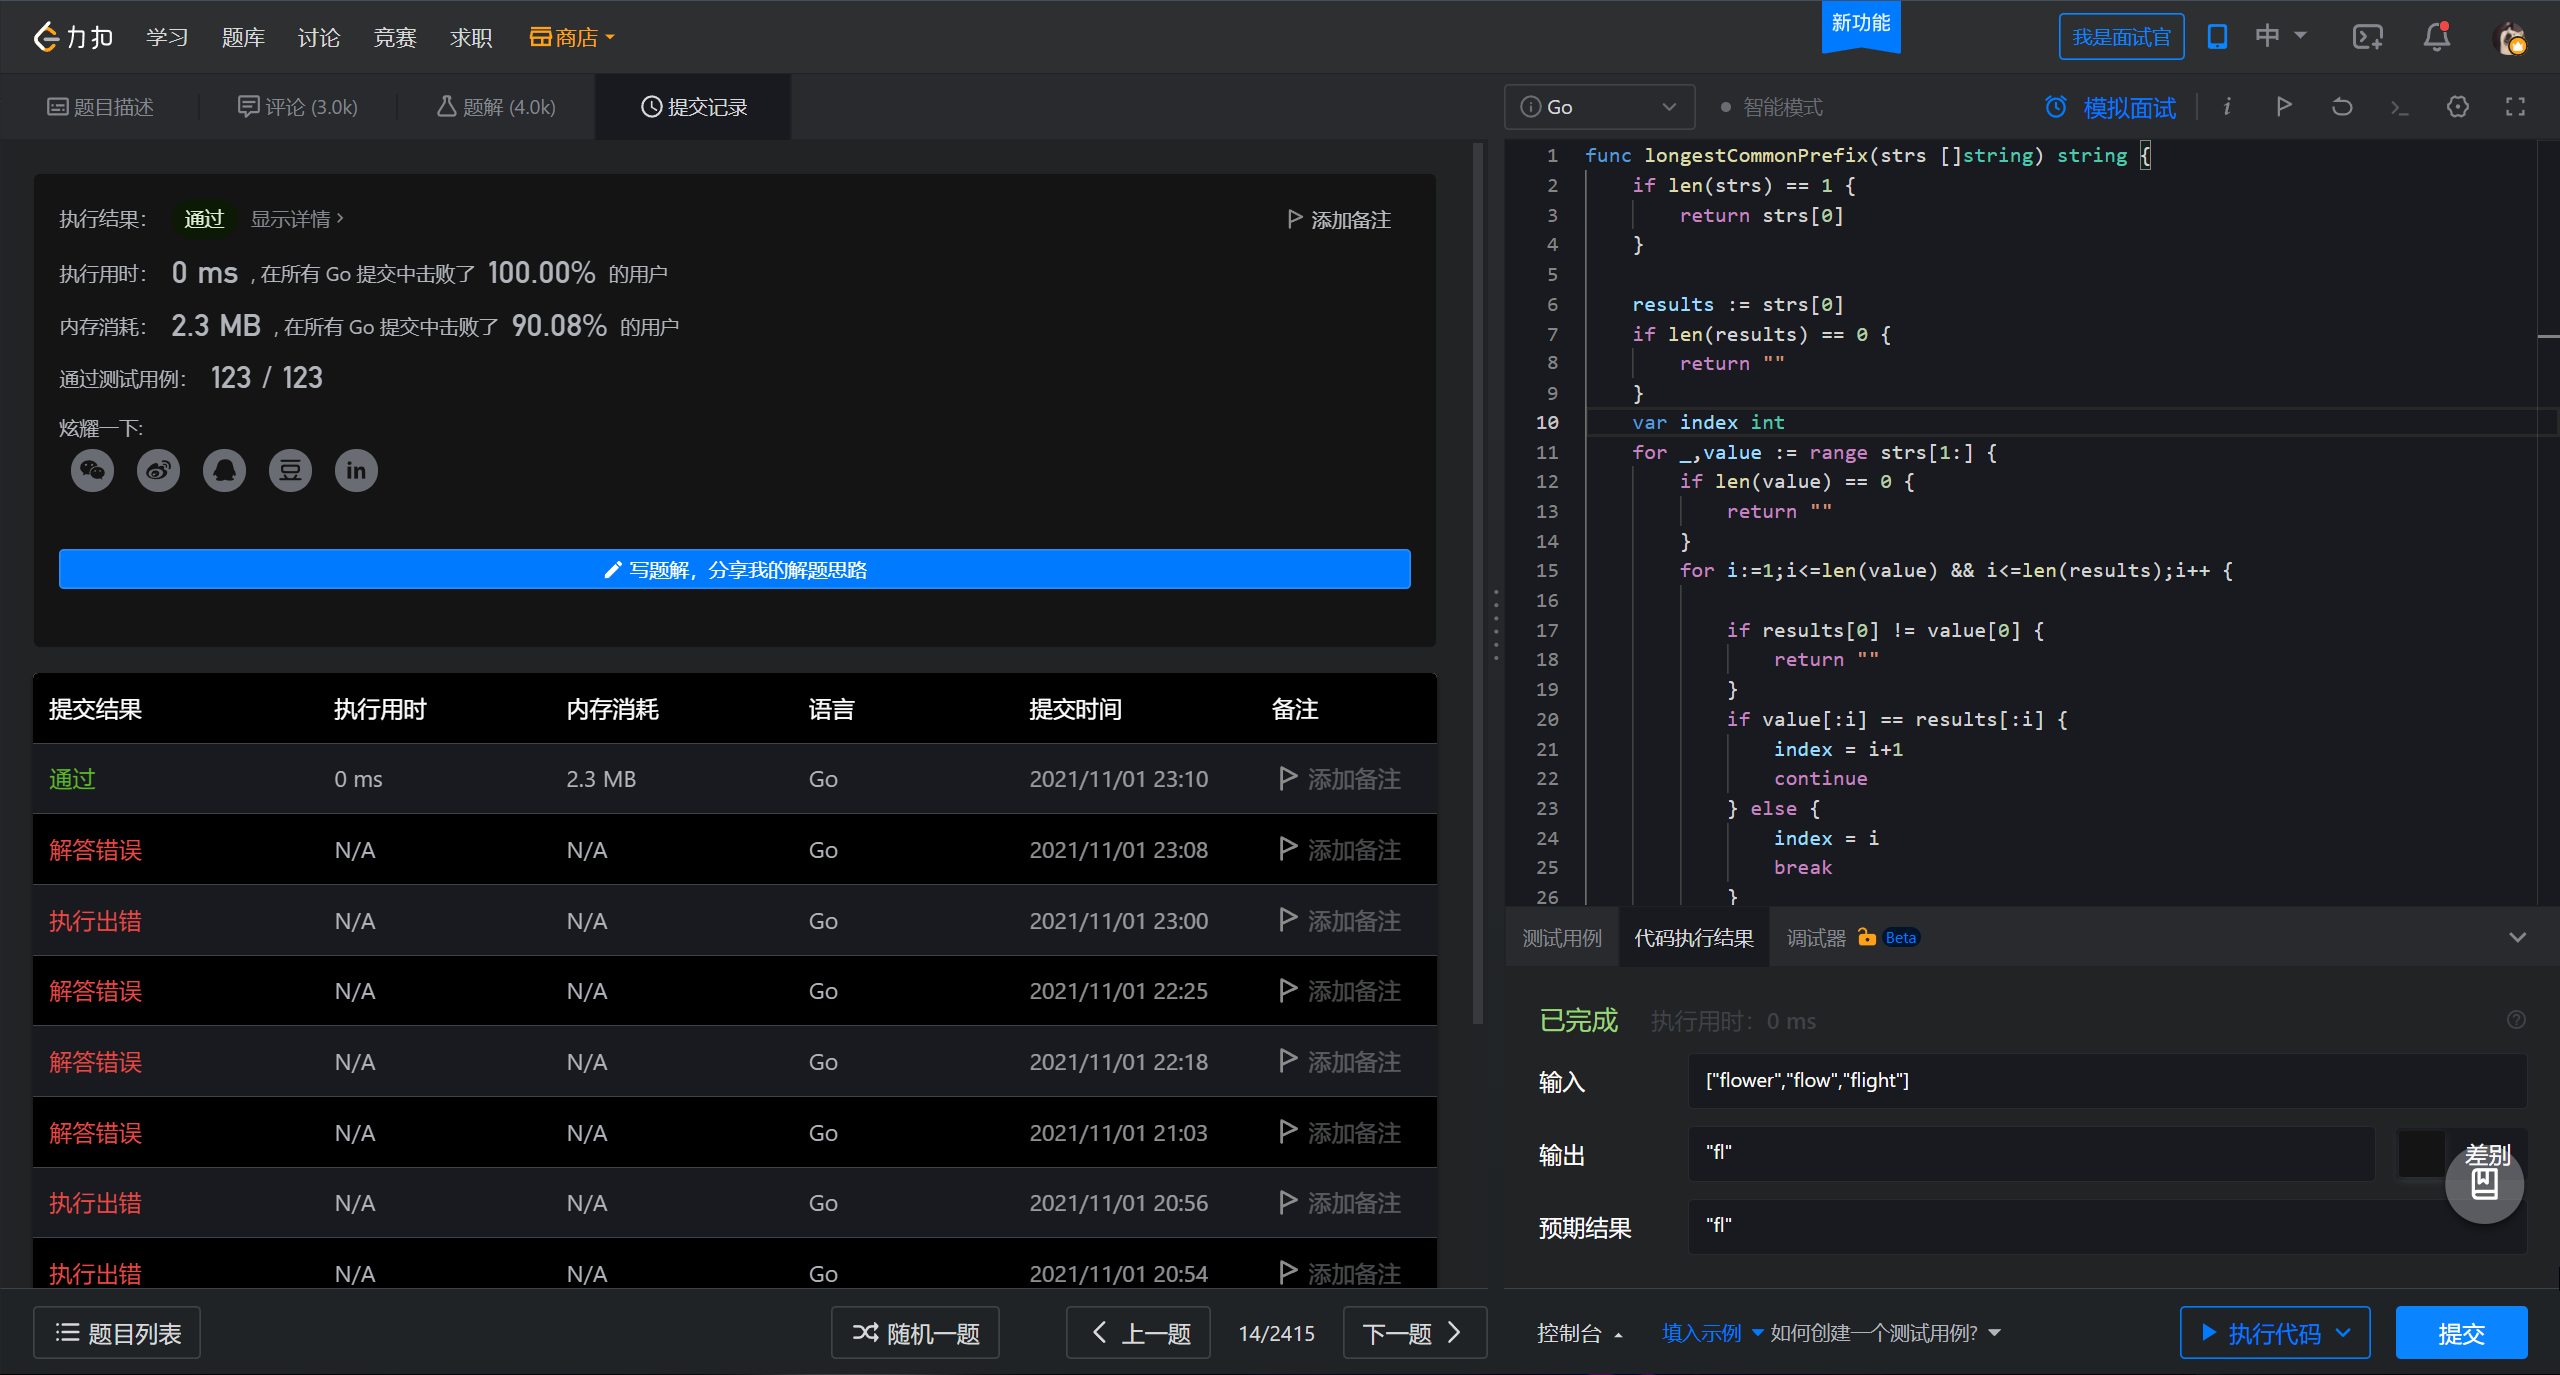 力扣 学习 题库 讨论 竞赛 求职 商店
新功能
我是面试官 中
题目描述 评论 (3.0k) 题解 (4.0k) 提交记录
执行结果： 通过 显示详情 > 添加备注
执行用时： 0 ms , 在所有 Go 提交中击败了 100.00% 的用户
内存消耗： 2.3 MB , 在所有 Go 提交中击败了 90.08% 的用户
通过测试用例： 123 / 123
炫耀一下:
写题解，分享我的解题思路
提交结果 执行用时 内存消耗 语言 提交时间 备注
通过 0 ms 2.3 MB Go 2021/11/01 23:10 添加备注
解答错误 N/A N/A Go 2021/11/01 23:08 添加备注
执行出错 N/A N/A Go 2021/11/01 23:00 添加备注
解答错误 N/A N/A Go 2021/11/01 22:25 添加备注
解答错误 N/A N/A Go 2021/11/01 22:18 添加备注
解答错误 N/A N/A Go 2021/11/01 21:03 添加备注
执行出错 N/A N/A Go 2021/11/01 20:56 添加备注
执行出错 N/A N/A Go 2021/11/01 20:54 添加备注
题目列表 随机一题 上一题 14/2415 下一题
Go 智能模式 模拟面试
1 func longestCommonPrefix(strs []string) string {
2 if len(strs) == 1 {
3 return strs[0]
4 }
5
6 results := strs[0]
7 if len(results) == 0 {
8 return ""
9 }
10 var index int
11 for _,value := range strs[1:] {
12 if len(value) == 0 {
13 return ""
14 }
15 for i:=1;i<=len(value) && i<=len(results);i++ {
16
17 if results[0] != value[0] {
18 return ""
19 }
20 if value[:i] == results[:i] {
21 index = i+1
22 continue
23 } else {
24 index = i
25 break
26 }
测试用例 代码执行结果 调试器 Beta
已完成 执行用时：0 ms
输入 ["flower","flow","flight"]
输出 "fl" 差别
预期结果 "fl"
控制台 填入示例 如何创建一个测试用例? 执行代码 提交